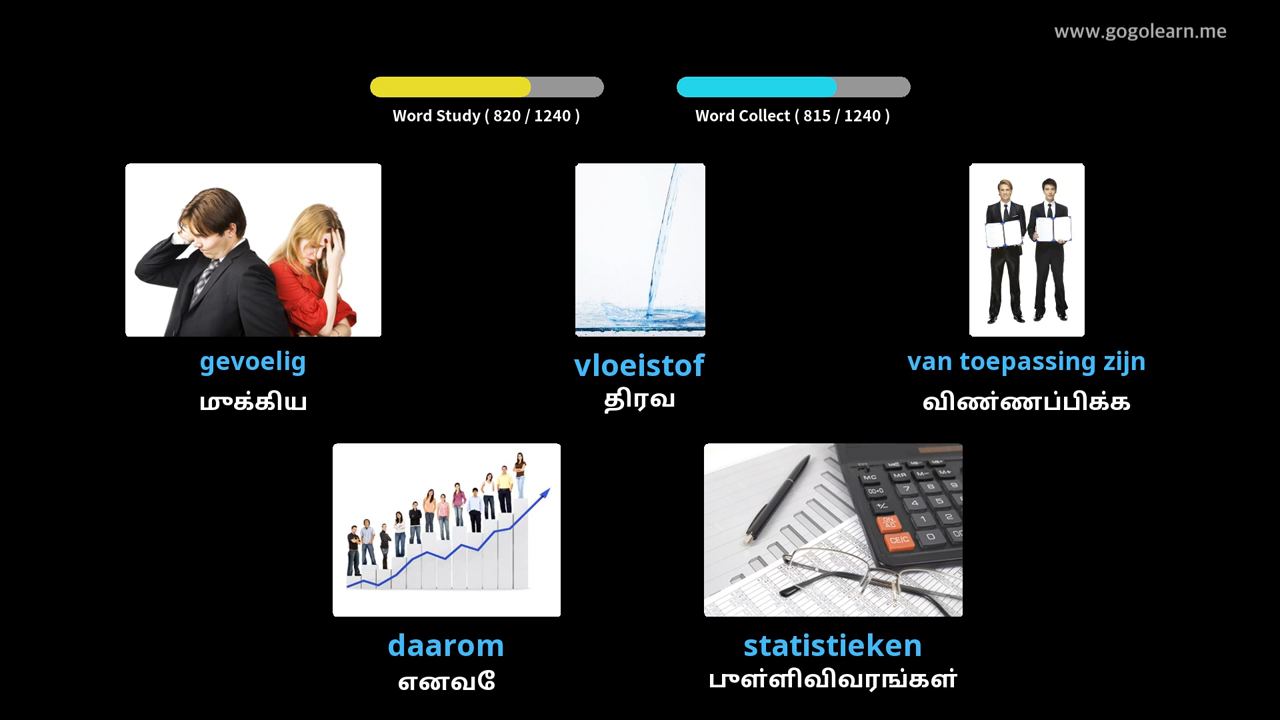 www.gogolearn.me
Word Study ( 820 / 1240 )
Word Collect ( 815 / 1240 )
gevoelig
முக்கிய
vloeistof
திரவ
van toepassing zijn
விண்ணப்பிக்க
daarom
எனவே
statistieken
புள்ளிவிவரங்கள்